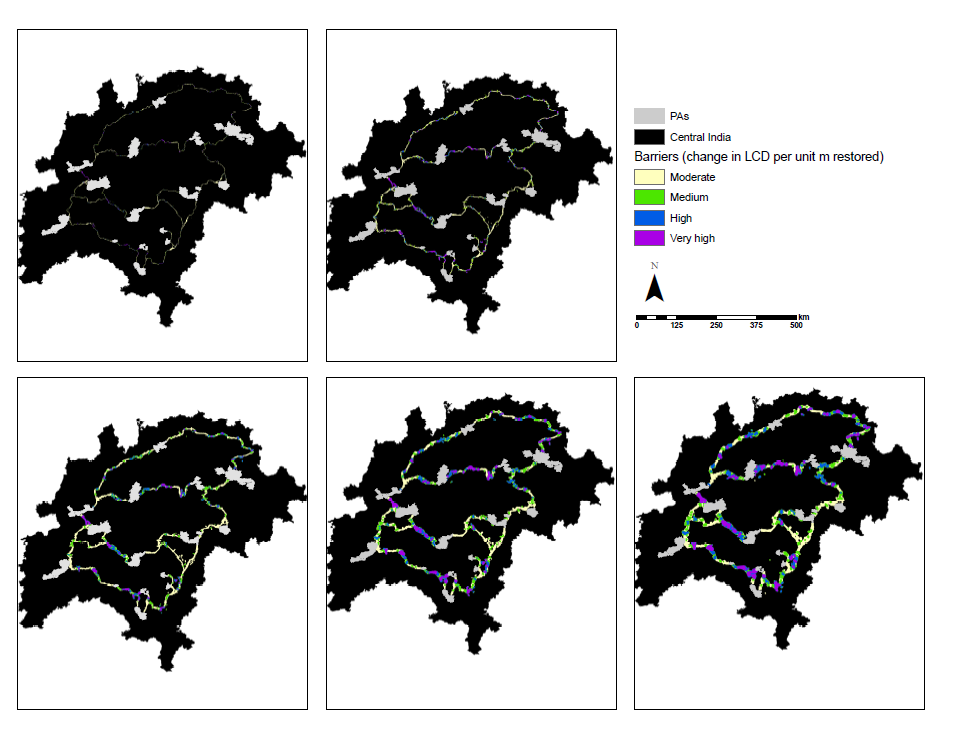 PAs
Central India
Barriers (change in LCD per unit m restored)
Moderate
Medium
High
Very high
N
km
0 125 250 375 500